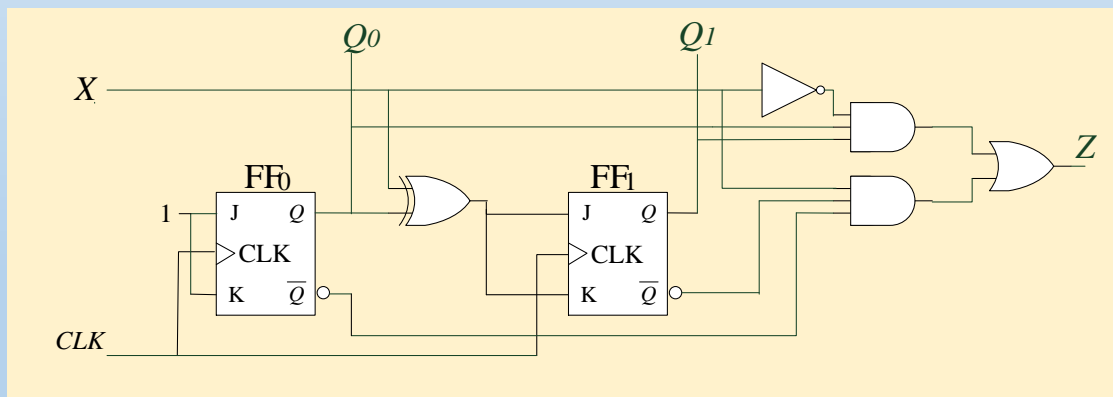 Q0 Q1
X
Z
FF0 FF1
1 J Q J Q
CLK CLK
K Q̅ K Q̅
CLK